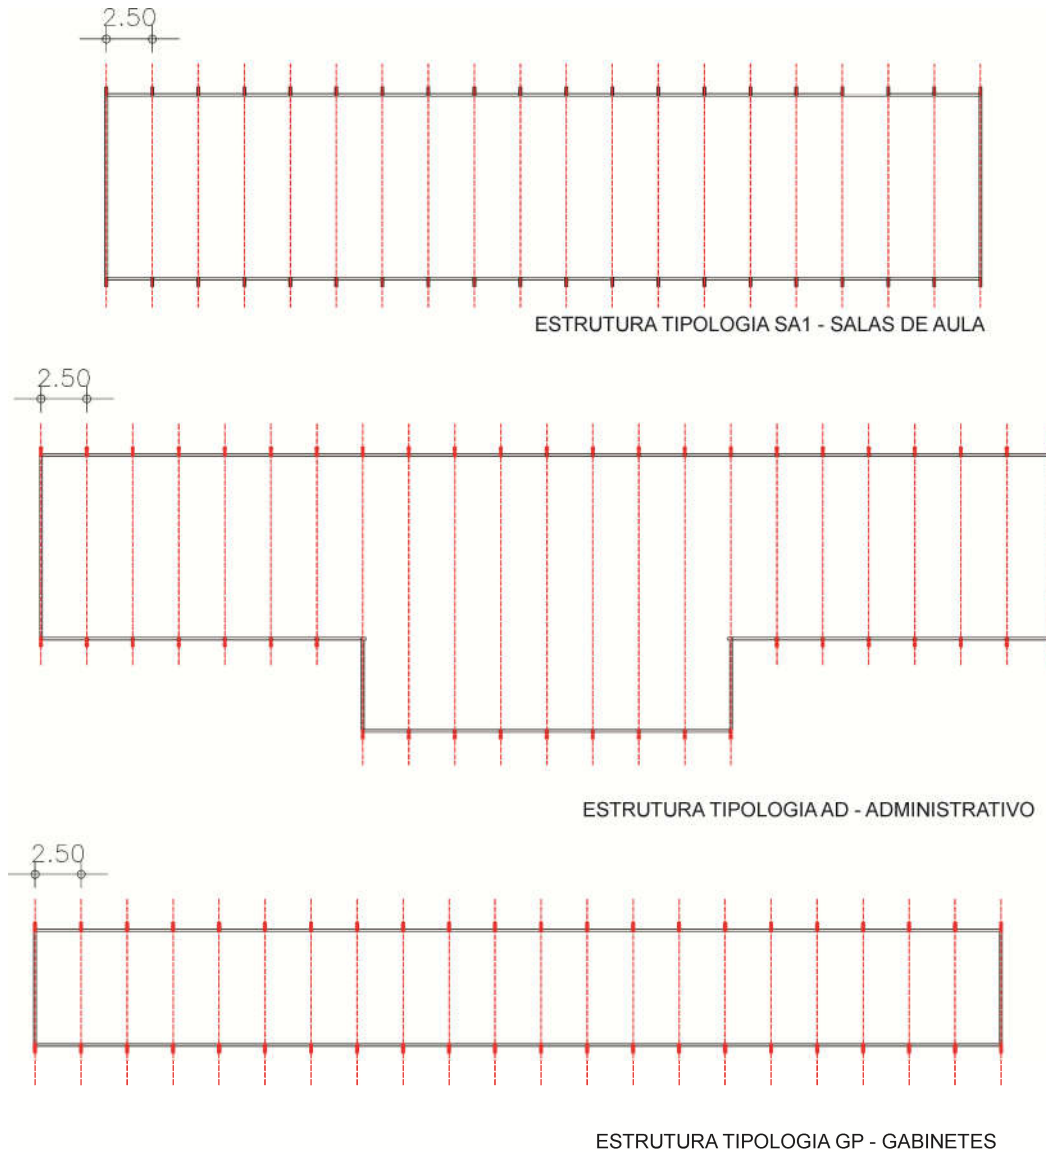 2.50
ESTRUTURA TIPOLOGIA SA1 - SALAS DE AULA
2.50
ESTRUTURA TIPOLOGIA AD - ADMINISTRATIVO
2.50
ESTRUTURA TIPOLOGIA GP - GABINETES